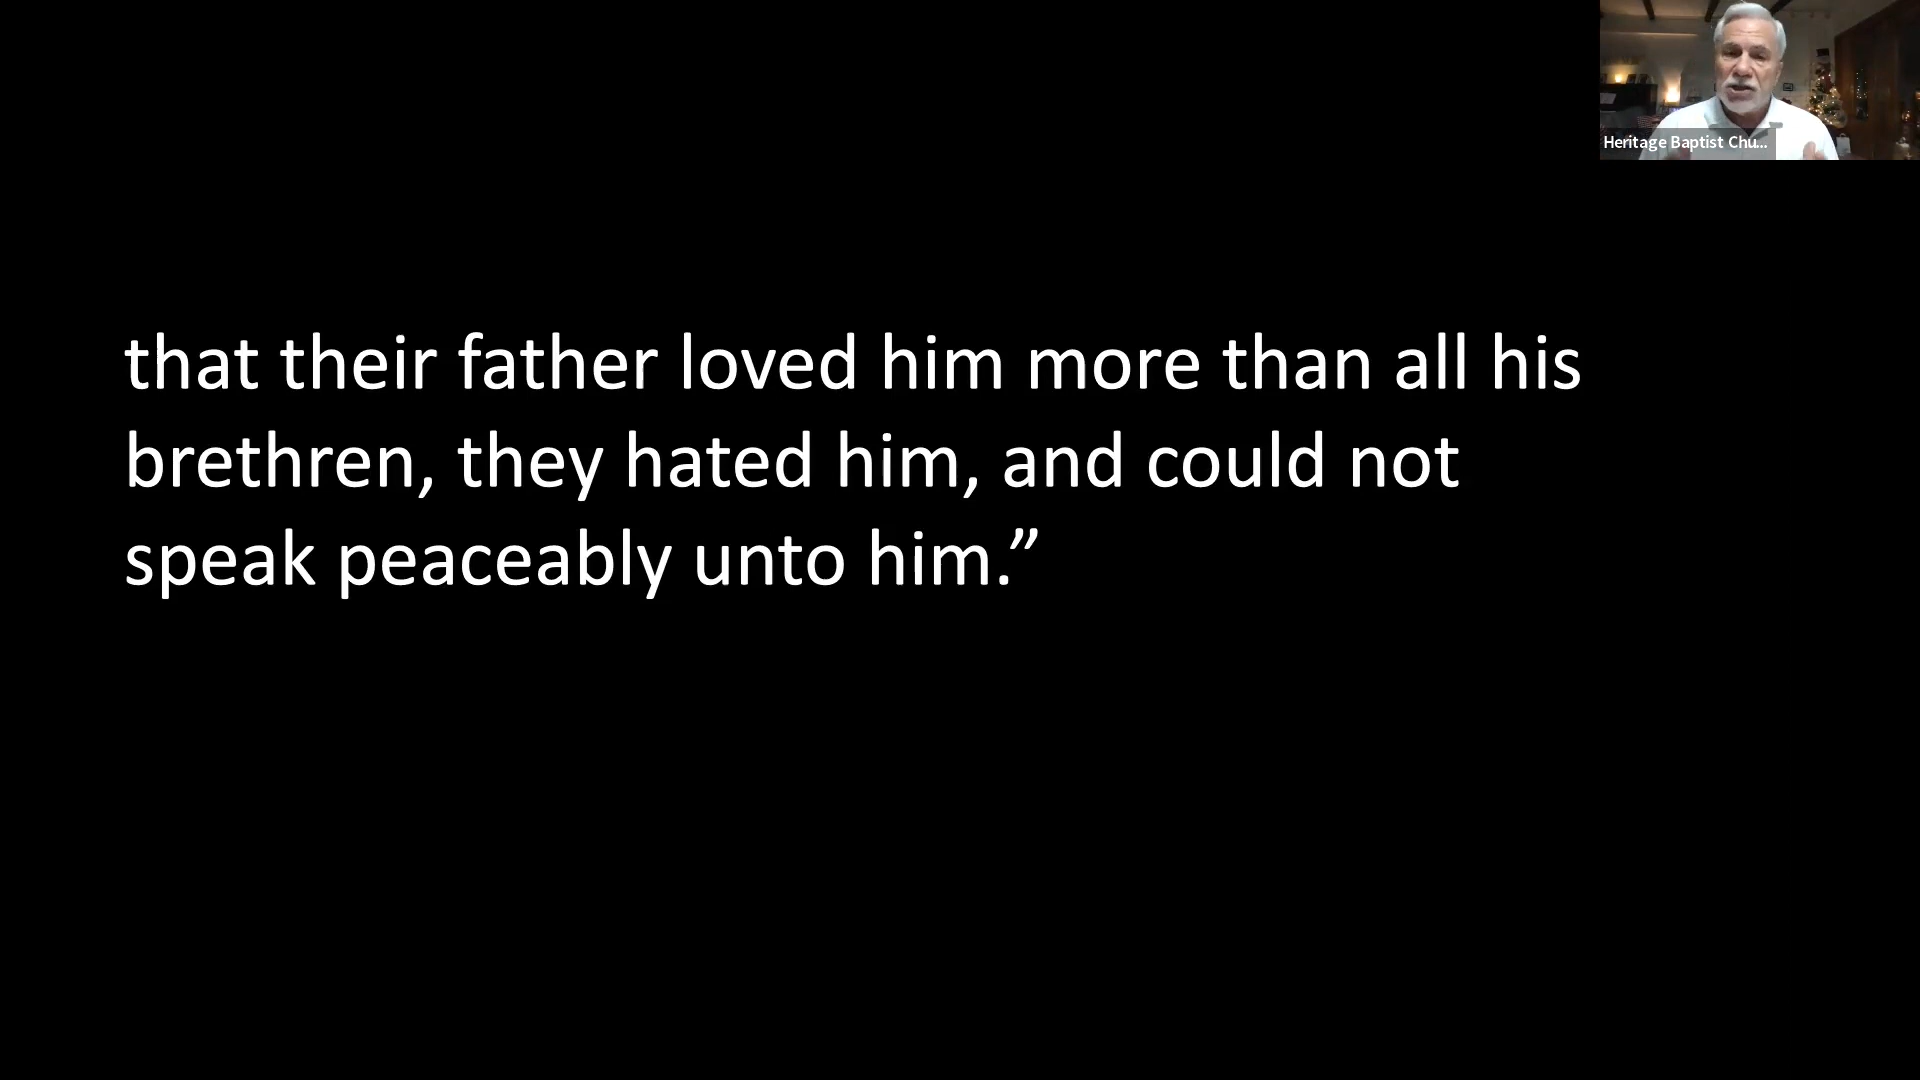 Heritage Baptist Chu...
that their father loved him more than all his
brethren, they hated him, and could not
speak peaceably unto him.”